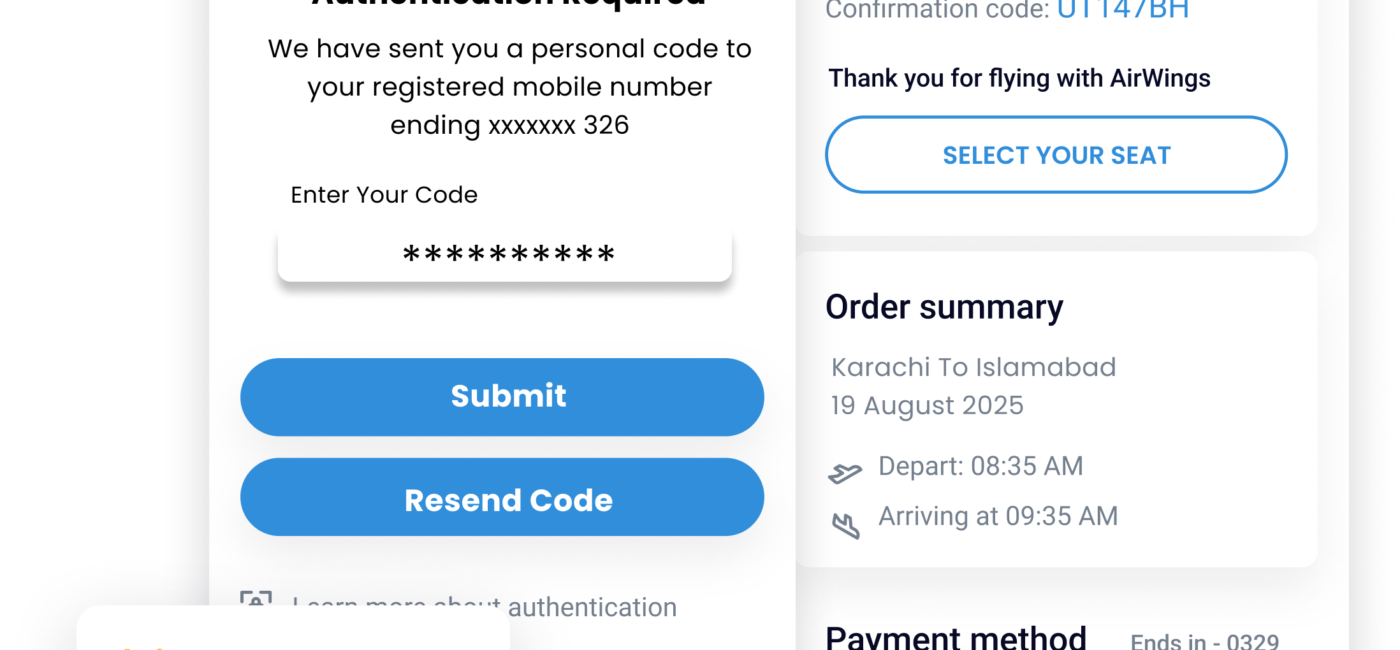 Authentication Required
We have sent you a personal code to
your registered mobile number
ending xxxxxxx 326
Enter Your Code
**********
Submit
Resend Code
Learn more about authentication
Confirmation code: UT147BH
Thank you for flying with AirWings
SELECT YOUR SEAT
Order summary
Karachi To Islamabad
19 August 2025
Depart: 08:35 AM
Arriving at 09:35 AM
Payment method
Ends in - 0329